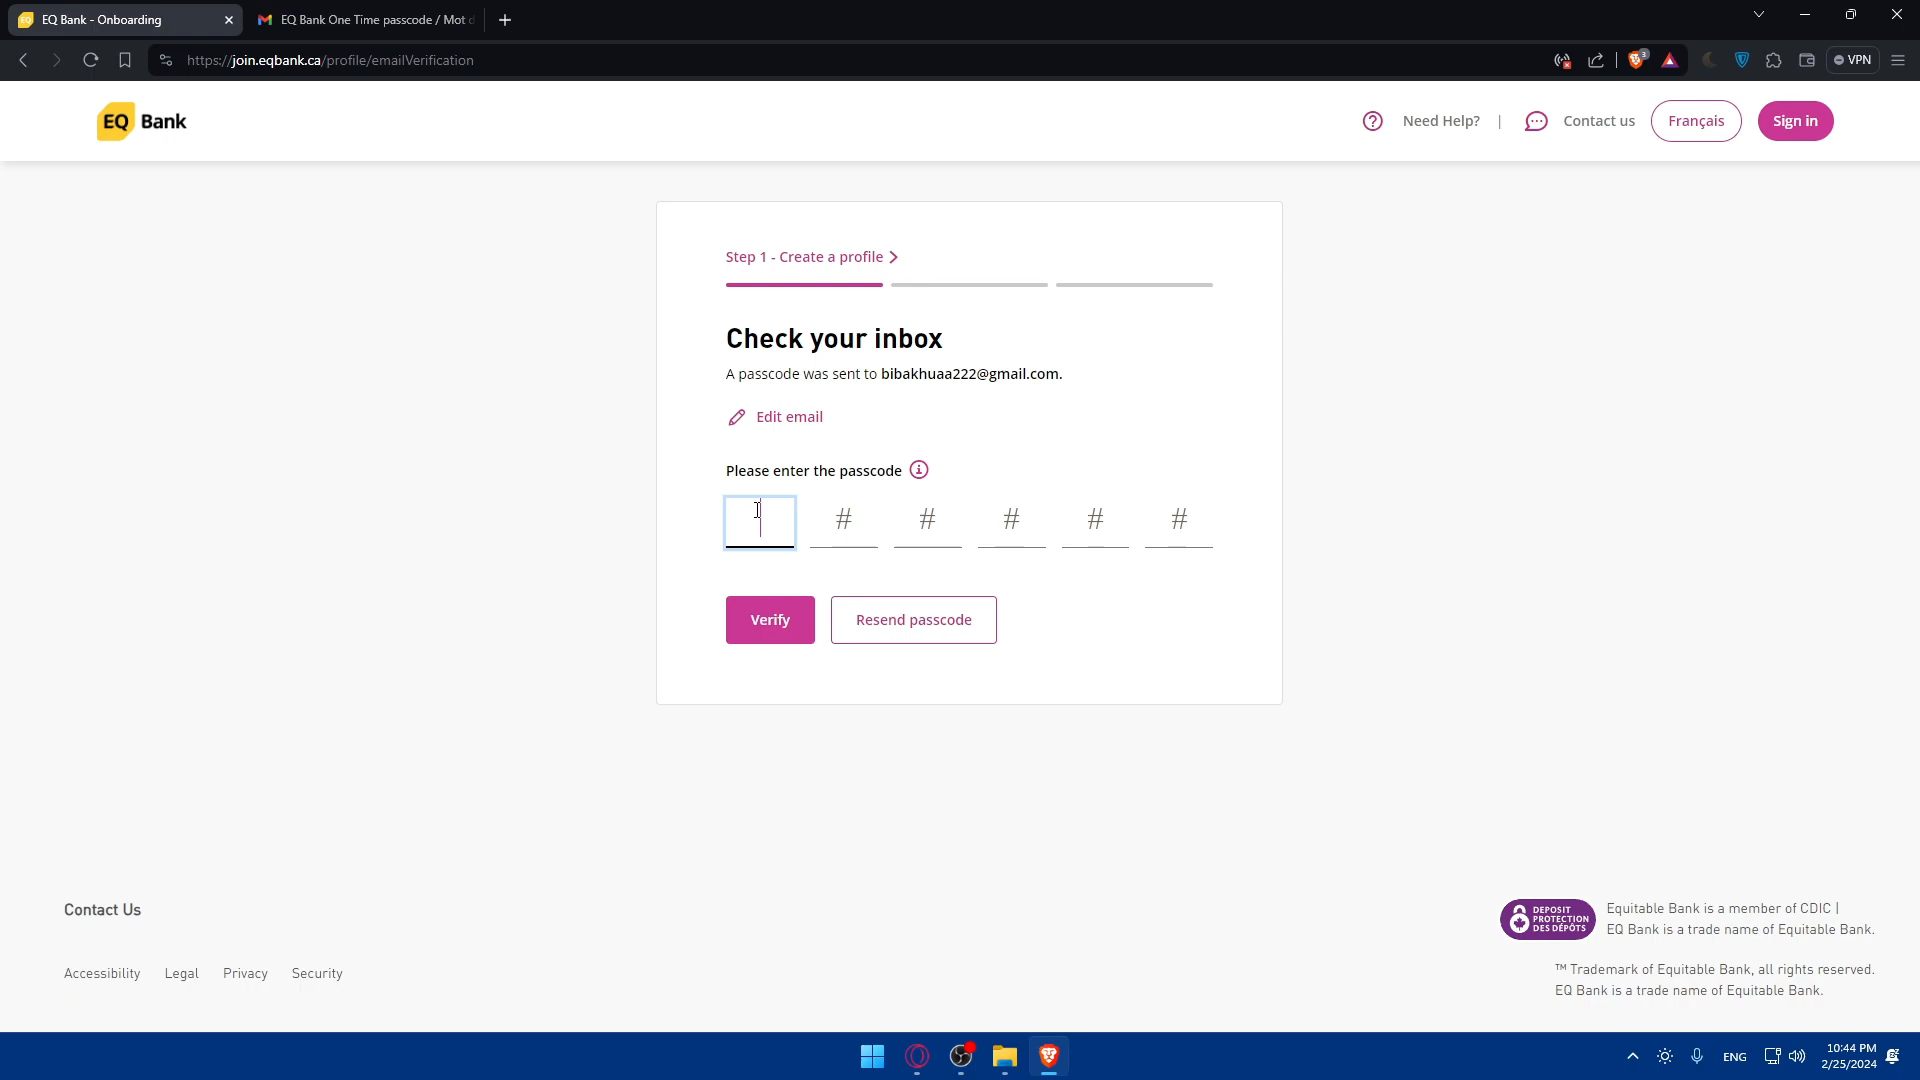 EQ Bank - Onboarding
EQ Bank One Time passcode / Mot d
https://join.eqbank.ca/profile/emailVerification
3
VPN
EQ Bank
Need Help?
|
Contact us
Français
Sign in
Step 1 - Create a profile
Check your inbox
A passcode was sent to bibakhuaa222@gmail.com.
Edit email
Please enter the passcode
# # # # #
Verify
Resend passcode
Contact Us
Accessibility
Legal
Privacy
Security
DEPOSIT
PROTECTION
DES DÉPÔTS
Equitable Bank is a member of CDIC |
EQ Bank is a trade name of Equitable Bank.
™ Trademark of Equitable Bank, all rights reserved.
EQ Bank is a trade name of Equitable Bank.
ENG
10:44 PM
2/25/2024